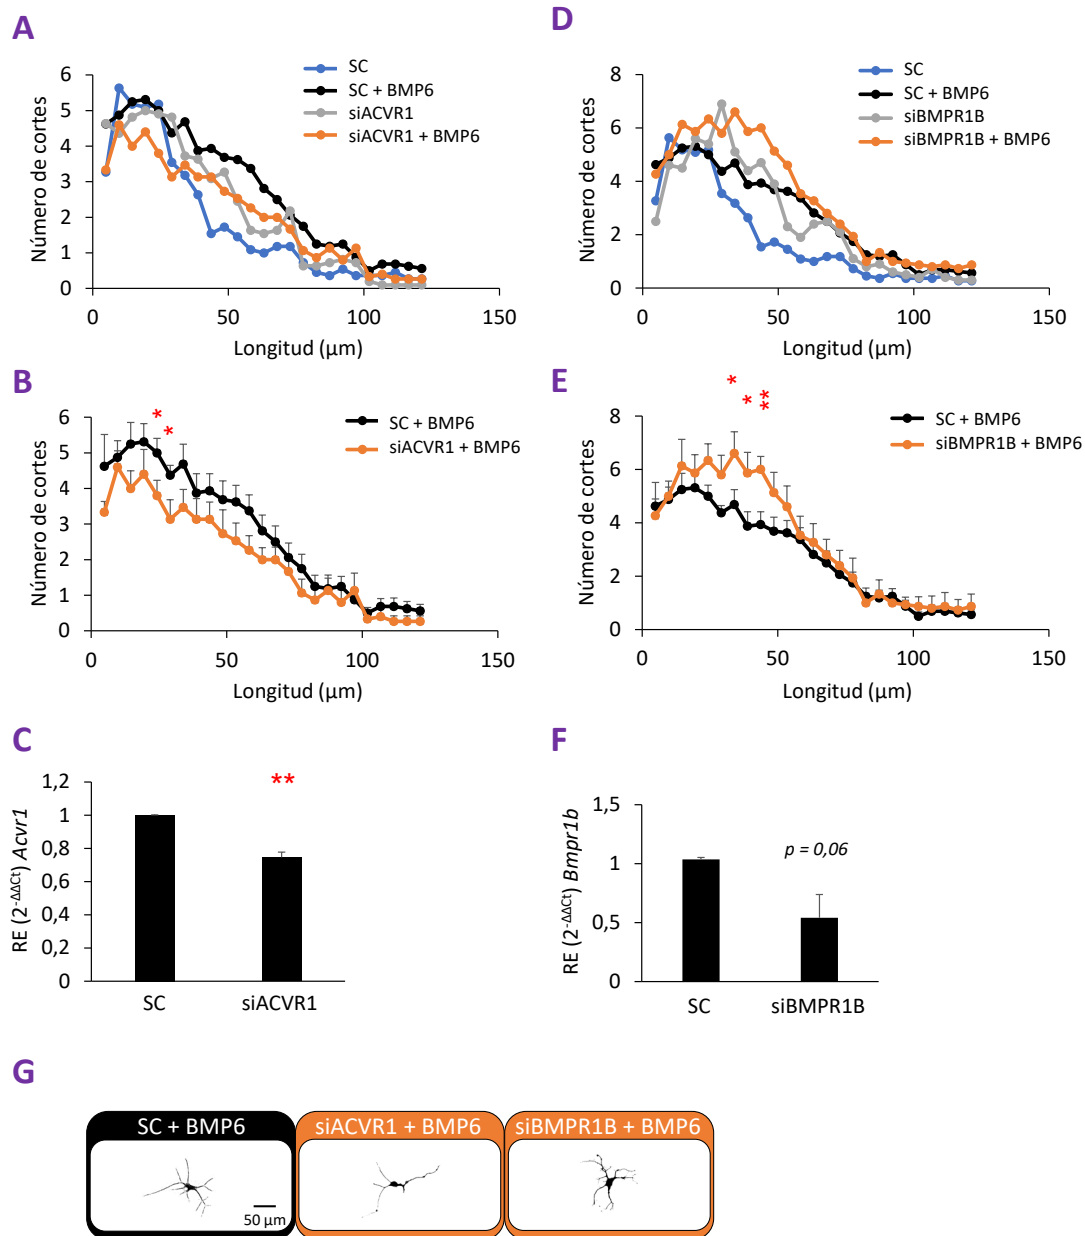 A
Número de cortes
6
5
4
3
2
1
0
0
50
100
150
Longitud (µm)
SC
SC + BMP6
siACVR1
siACVR1 + BMP6
D
Número de cortes
8
6
4
2
0
0
50
100
150
Longitud (µm)
SC
SC + BMP6
siBMPR1B
siBMPR1B + BMP6
B
Número de cortes
6
5
4
3
2
1
0
0
50
100
150
Longitud (µm)
*
*
SC + BMP6
siACVR1 + BMP6
E
Número de cortes
8
6
4
2
0
0
50
100
150
Longitud (µm)
*
*
**
SC + BMP6
siBMPR1B + BMP6
C
RE (2^-ΔΔCt) Acvr1
1,2
1
0,8
0,6
0,4
0,2
0
**
SC
siACVR1
F
RE (2^-ΔΔCt) Bmpr1b
1,5
1
0,5
0
p = 0,06
SC
siBMPR1B
G
SC + BMP6
siACVR1 + BMP6
siBMPR1B + BMP6
50 µm